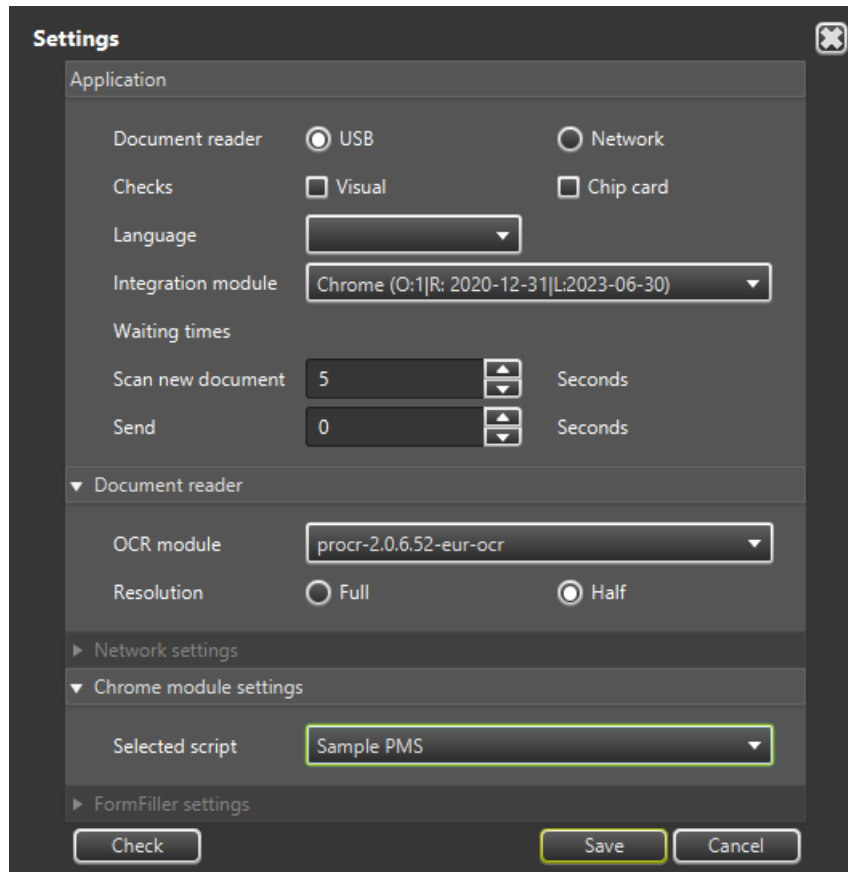 Settings
Application
Document reader USB Network
Checks Visual Chip card
Language
Integration module Chrome (O:1|R: 2020-12-31|L:2023-06-30)
Waiting times
Scan new document 5 Seconds
Send 0 Seconds
Document reader
OCR module procr-2.0.6.52-eur-ocr
Resolution Full Half
Network settings
Chrome module settings
Selected script Sample PMS
FormFiller settings
Check Save Cancel